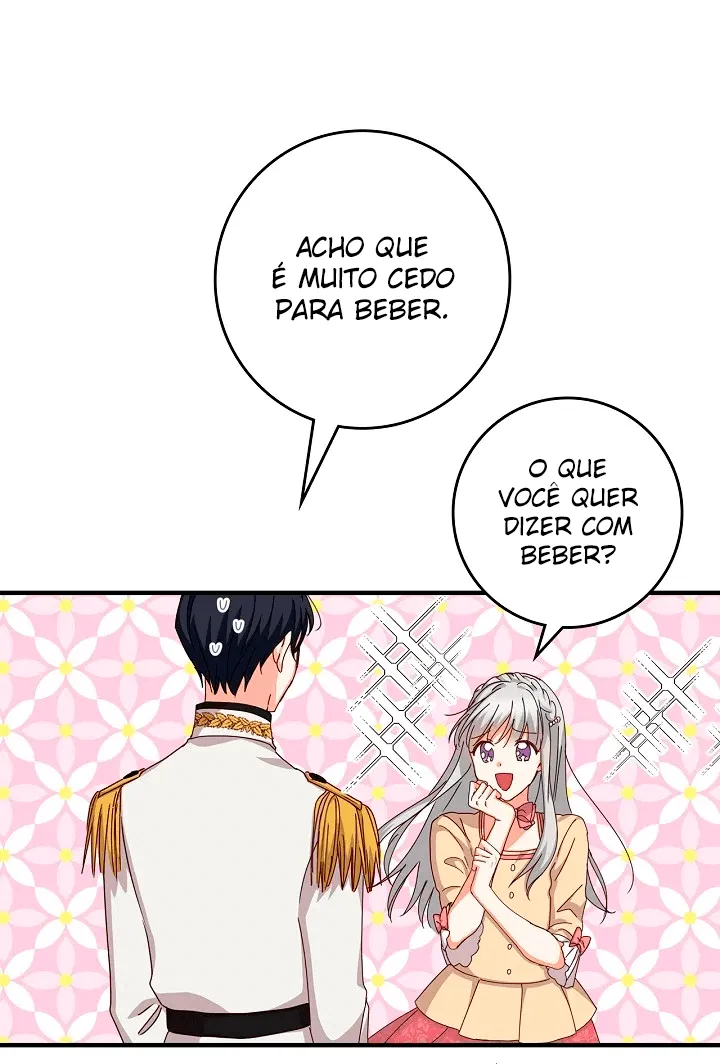 ACHO QUE
É MUITO CEDO
PARA BEBER.
O QUE
VOCÊ QUER
DIZER COM
BEBER?